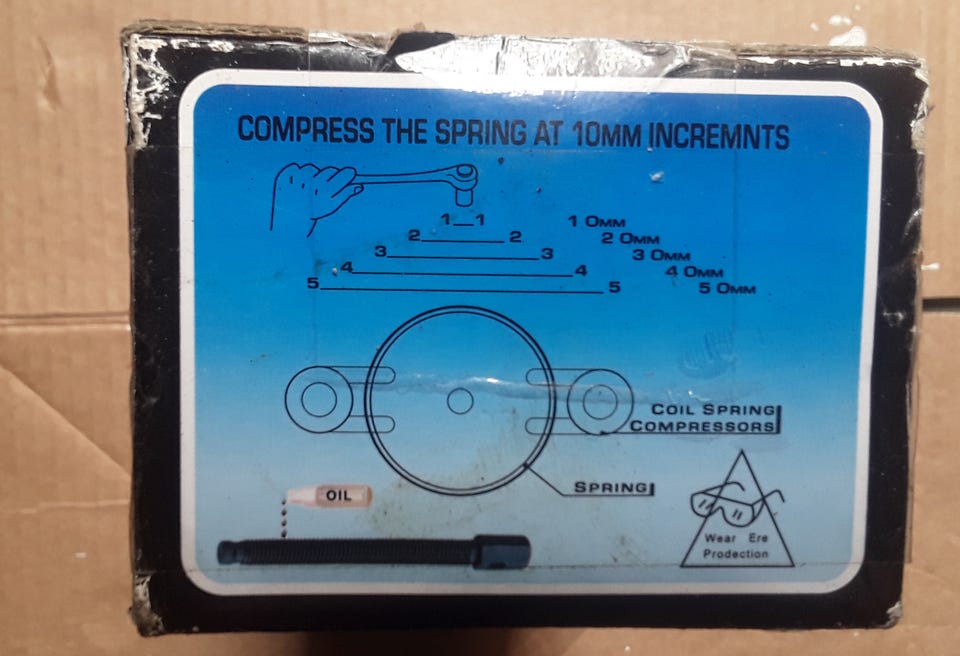 COMPRESS THE SPRING AT 10MM INCREMNTS
1 1 1 0MM
2 2 2 0MM
3 3 3 0MM
4 4 4 0MM
5 5 5 0MM
COIL SPRING
COMPRESSORS
SPRING
OIL
Wear Ere
Prodection